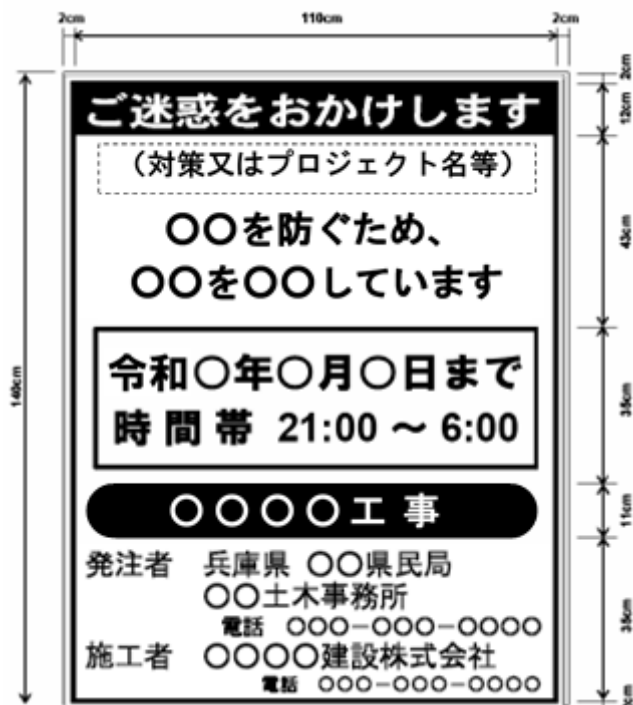 2cm 110cm 2cm
2cm
ご迷惑をおかけします
12cm
（対策又はプロジェクト名等）
〇〇を防ぐため、
43cm
〇〇を〇〇しています
140cm
令和〇年〇月〇日まで
35cm
時間帯 21:00 ～ 6:00
〇〇〇〇工事
11cm
発注者 兵庫県 〇〇県民局
〇〇土木事務所
35cm
電話 〇〇〇－〇〇〇－〇〇〇〇
施工者 〇〇〇〇建設株式会社
電話 〇〇〇－〇〇〇－〇〇〇〇